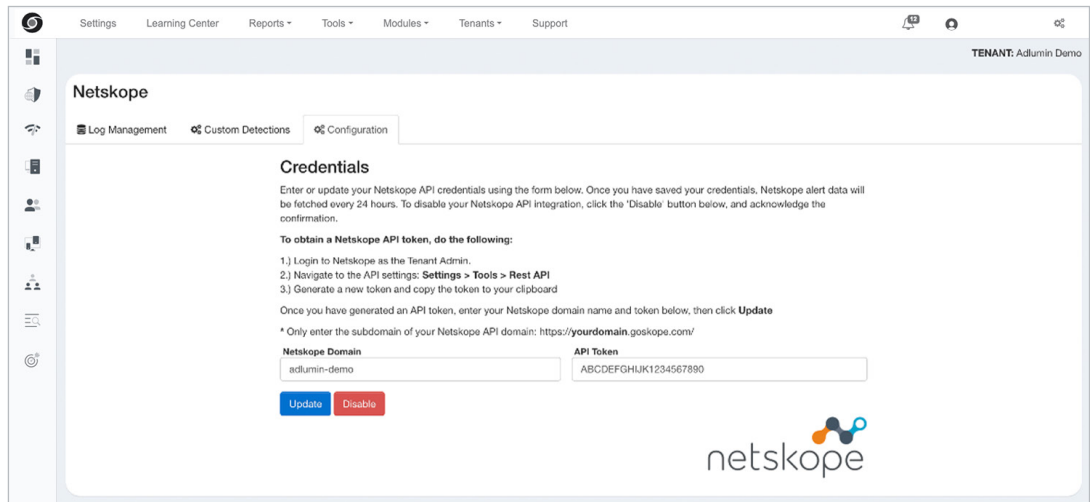 Settings Learning Center Reports Tools Modules Tenants Support 12
TENANT: Adlumin Demo
Netskope
Log Management Custom Detections Configuration
Credentials
Enter or update your Netskope API credentials using the form below. Once you have saved your credentials, Netskope alert data will
be fetched every 24 hours. To disable your Netskope API integration, click the 'Disable' button below, and acknowledge the
confirmation.
To obtain a Netskope API token, do the following:
1.) Login to Netskope as the Tenant Admin.
2.) Navigate to the API settings: Settings > Tools > Rest API
3.) Generate a new token and copy the token to your clipboard
Once you have generated an API token, enter your Netskope domain name and token below, then click Update
* Only enter the subdomain of your Netskope API domain: https://yourdomain.goskope.com/
Netskope Domain API Token
adlumin-demo ABCDEFGHIJK1234567890
Update Disable
netskope